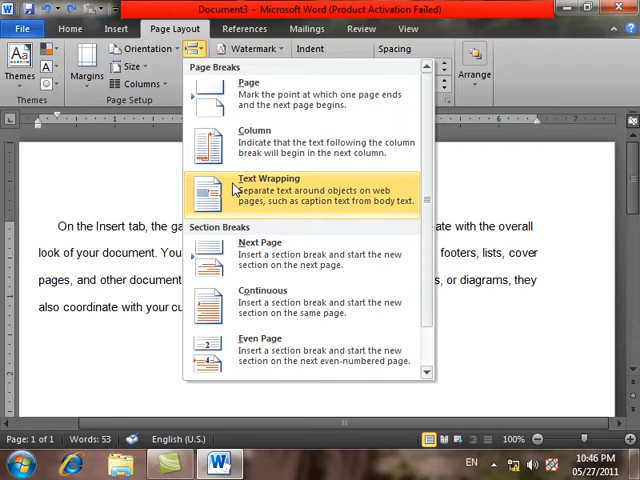 Document3 - Microsoft Word (Product Activation Failed)
File Home Insert Page Layout References Mailings Review View
Orientation
Watermark
Indent
Spacing
Size
Columns
Themes
Margins
Arrange
Themes
Page Setup
Page Breaks
Page
Mark the point at which one page ends
and the next page begins.
Column
Indicate that the text following the column
break will begin in the next column.
Text Wrapping
Separate text around objects on web
pages, such as caption text from body text.
Section Breaks
Next Page
Insert a section break and start the new
section on the next page.
Continuous
Insert a section break and start the new
section on the same page.
Even Page
Insert a section break and start the new
section on the next even-numbered page.
On the Insert tab, the ga
ate with the overall
look of your document. You
footers, lists, cover
pages, and other document
s, or diagrams, they
also coordinate with your cu
Page: 1 of 1 Words: 53 English (U.S.) 100%
EN
10:46 PM
05/27/2011